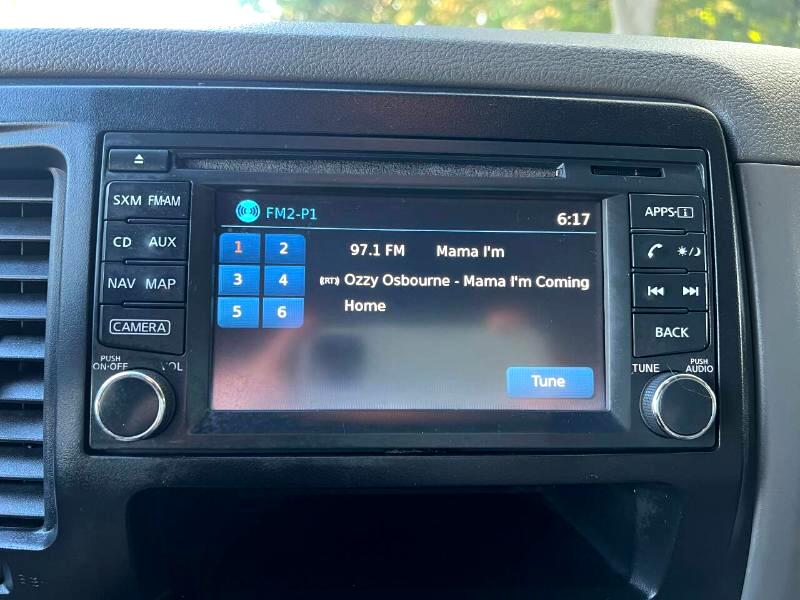 SXM FM•AM
CD AUX
NAV MAP
CAMERA
PUSH
ON•OFF VOL
FM2-P1 6:17
1 2
97.1 FM Mama I'm
3 4
(RT) Ozzy Osbourne - Mama I'm Coming
Home
5 6
Tune
APPS•i
BACK
TUNE PUSH
AUDIO